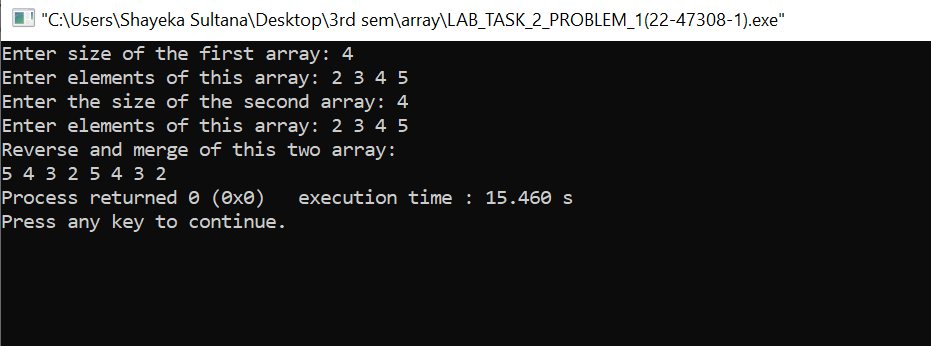 "C:\Users\Shayeka Sultana\Desktop\3rd sem\array\LAB_TASK_2_PROBLEM_1(22-47308-1).exe"
Enter size of the first array: 4
Enter elements of this array: 2 3 4 5
Enter the size of the second array: 4
Enter elements of this array: 2 3 4 5
Reverse and merge of this two array:
5 4 3 2 5 4 3 2
Process returned 0 (0x0)   execution time : 15.460 s
Press any key to continue.